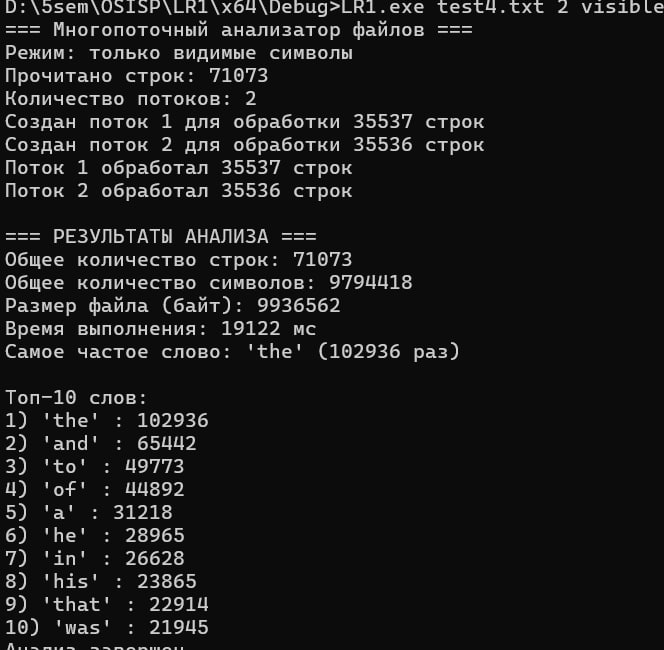 D:\5sem\OSISP\LR1\x64\Debug>LR1.exe test4.txt 2 visible
=== Многопоточный анализатор файлов ===
Режим: только видимые символы
Прочитано строк: 71073
Количество потоков: 2
Создан поток 1 для обработки 35537 строк
Создан поток 2 для обработки 35536 строк
Поток 1 обработал 35537 строк
Поток 2 обработал 35536 строк
=== РЕЗУЛЬТАТЫ АНАЛИЗА ===
Общее количество строк: 71073
Общее количество символов: 9794418
Размер файла (байт): 9936562
Время выполнения: 19122 мс
Самое частое слово: 'the' (102936 раз)
Топ-10 слов:
1) 'the' : 102936
2) 'and' : 65442
3) 'to' : 49773
4) 'of' : 44892
5) 'a' : 31218
6) 'he' : 28965
7) 'in' : 26628
8) 'his' : 23865
9) 'that' : 22914
10) 'was' : 21945
Анализ завершен